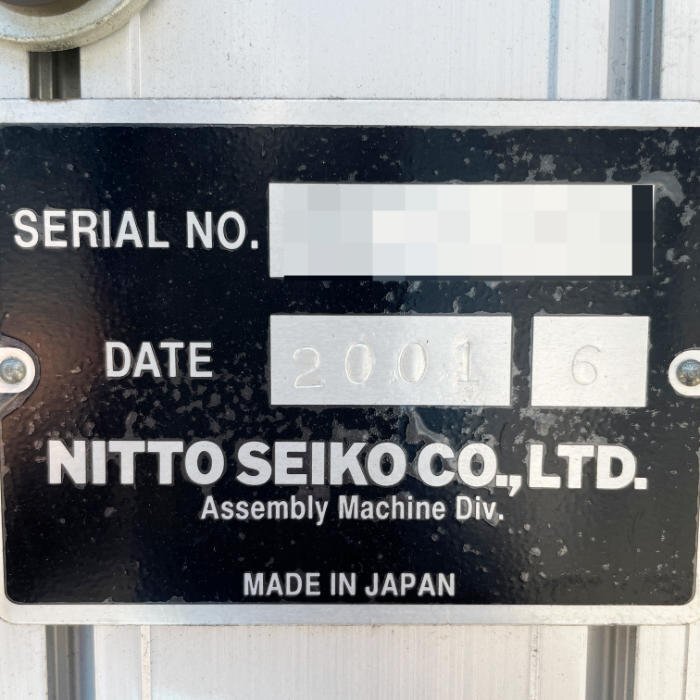 SERIAL NO.
DATE 2001 6
NITTO SEIKO CO., LTD.
Assembly Machine Div.
MADE IN JAPAN